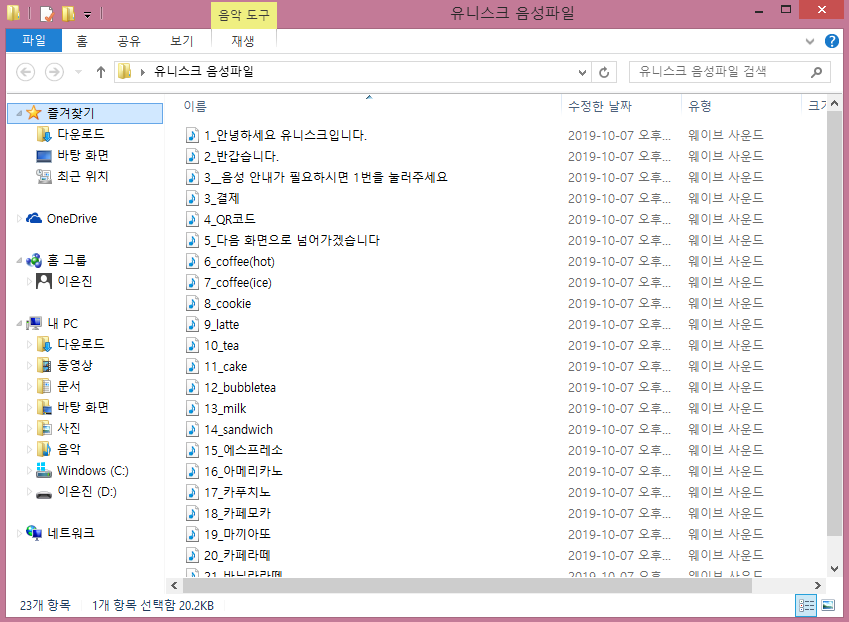 음악 도구
유니스크 음성파일
파일 홈 공유 보기 재생
유니스크 음성파일
유니스크 음성파일 검색
이름 수정한 날짜 유형 크기
즐겨찾기
다운로드
바탕 화면
최근 위치
OneDrive
홈 그룹
이은진
내 PC
다운로드
동영상
문서
바탕 화면
사진
음악
Windows (C:)
이은진 (D:)
네트워크
1_안녕하세요 유니스크입니다. 2019-10-07 오후... 웨이브 사운드
2_반갑습니다. 2019-10-07 오후... 웨이브 사운드
3__음성 안내가 필요하시면 1번을 눌러주세요 2019-10-07 오후... 웨이브 사운드
3_결제 2019-10-07 오후... 웨이브 사운드
4_QR코드 2019-10-07 오후... 웨이브 사운드
5_다음 화면으로 넘어가겠습니다 2019-10-07 오후... 웨이브 사운드
6_coffee(hot) 2019-10-07 오후... 웨이브 사운드
7_coffee(ice) 2019-10-07 오후... 웨이브 사운드
8_cookie 2019-10-07 오후... 웨이브 사운드
9_latte 2019-10-07 오후... 웨이브 사운드
10_tea 2019-10-07 오후... 웨이브 사운드
11_cake 2019-10-07 오후... 웨이브 사운드
12_bubbletea 2019-10-07 오후... 웨이브 사운드
13_milk 2019-10-07 오후... 웨이브 사운드
14_sandwich 2019-10-07 오후... 웨이브 사운드
15_에스프레소 2019-10-07 오후... 웨이브 사운드
16_아메리카노 2019-10-07 오후... 웨이브 사운드
17_카푸치노 2019-10-07 오후... 웨이브 사운드
18_카페모카 2019-10-07 오후... 웨이브 사운드
19_마끼아또 2019-10-07 오후... 웨이브 사운드
20_카페라떼 2019-10-07 오후... 웨이브 사운드
21_바닐라라떼 2019-10-07 오후... 웨이브 사운드
23개 항목 1개 항목 선택함 20.2KB